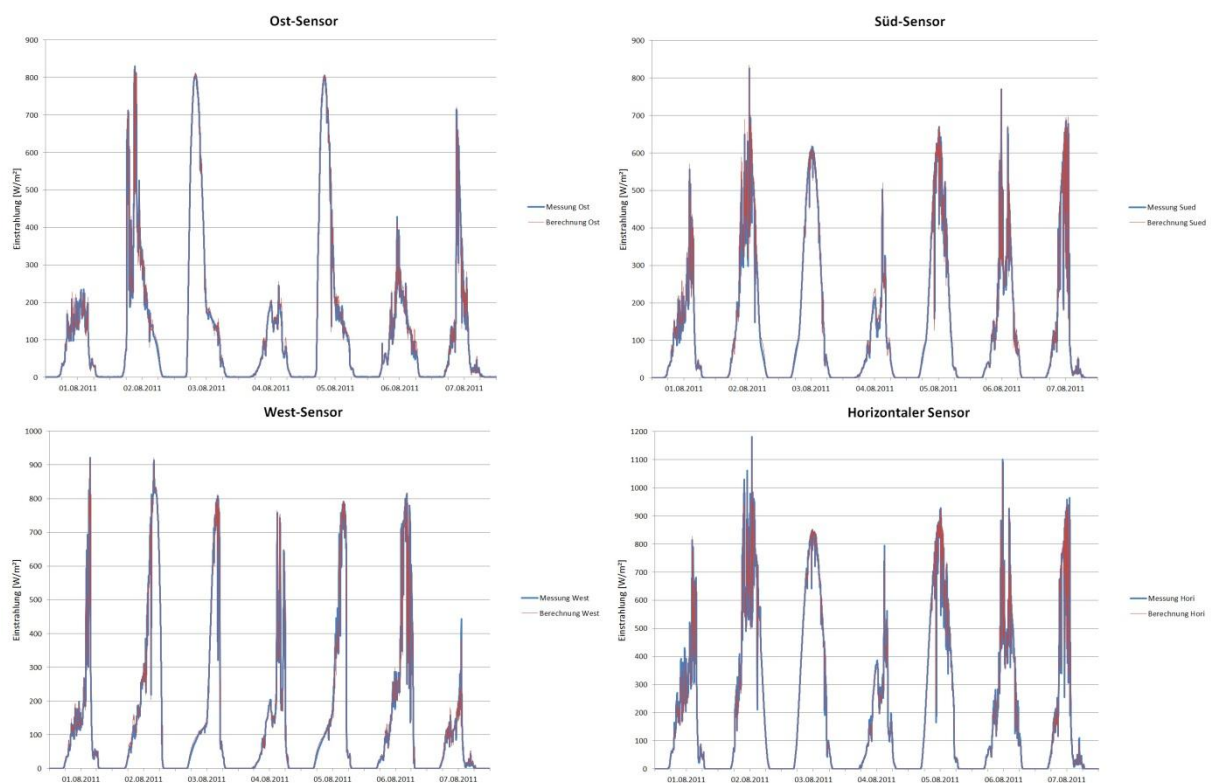 Ost-Sensor
900
800
700
600
500
400
300
200
100
0
Einstrahlung [W/m²]
01.08.2011 02.08.2011 03.08.2011 04.08.2011 05.08.2011 06.08.2011 07.08.2011
Messung Ost
Berechnung Ost
Süd-Sensor
900
800
700
600
500
400
300
200
100
0
Einstrahlung [W/m²]
01.08.2011 02.08.2011 03.08.2011 04.08.2011 05.08.2011 06.08.2011 07.08.2011
Messung Sued
Berechnung Sued
West-Sensor
1000
900
800
700
600
500
400
300
200
100
0
Einstrahlung [W/m²]
01.08.2011 02.08.2011 03.08.2011 04.08.2011 05.08.2011 06.08.2011 07.08.2011
Messung West
Berechnung West
Horizontaler Sensor
1200
1100
1000
900
800
700
600
500
400
300
200
100
0
Einstrahlung [W/m²]
01.08.2011 02.08.2011 03.08.2011 04.08.2011 05.08.2011 06.08.2011 07.08.2011
Messung Hori
Berechnung Hori